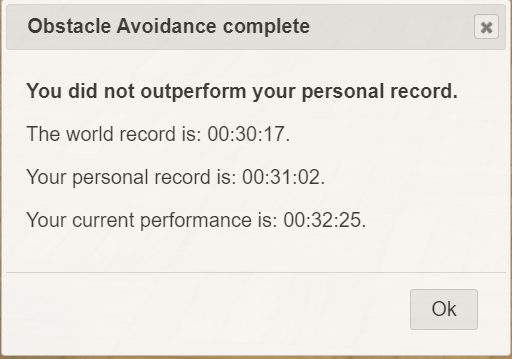 Obstacle Avoidance complete
You did not outperform your personal record.
The world record is: 00:30:17.
Your personal record is: 00:31:02.
Your current performance is: 00:32:25.
Ok